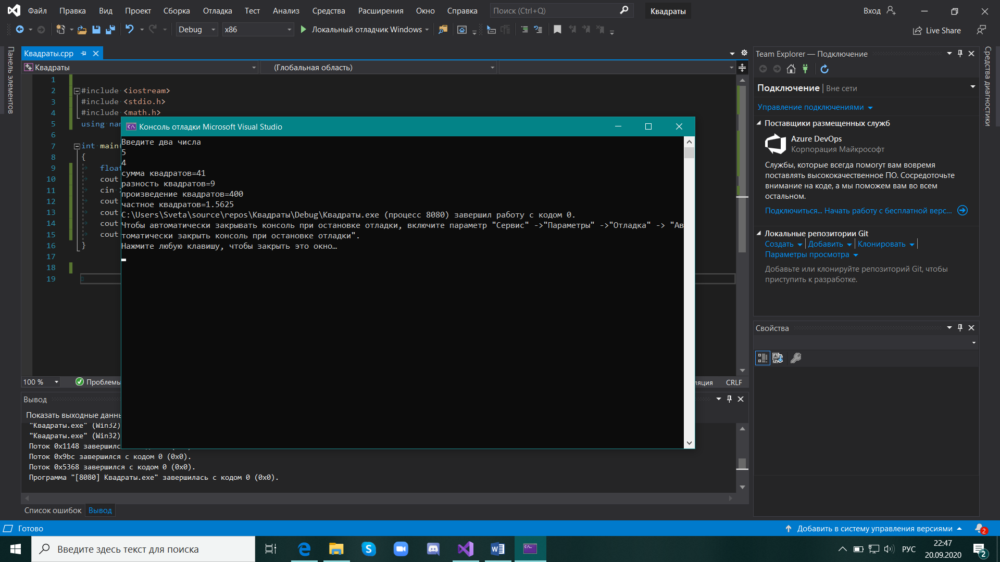 Файл Правка Вид Проект Сборка Отладка Тест Анализ Средства Расширения Окно Справка Поиск (Ctrl+Q) Квадраты Вход
Debug x86 Локальный отладчик Windows Live Share
Панель элементов
Квадраты.cpp
Квадраты (Глобальная область)
1
2 #include <iostream>
3 #include <stdio.h>
4 #include <math.h>
5 using
6
7 int main
8 {
9
10 cout
11 cin
12 cout
13 cout
14 cout
15 cout
16 }
17
18
19
Консоль отладки Microsoft Visual Studio
Введите два числа
5
4
сумма квадратов=41
разность квадратов=9
произведение квадратов=400
частное квадратов=1.5625
C:\Users\Sveta\source\repos\Квадраты\Debug\Квадраты.exe (процесс 8080) завершил работу с кодом 0.
Чтобы автоматически закрывать консоль при остановке отладки, включите параметр "Сервис" ->"Параметры" ->"Отладка" -> "Ав
томатически закрыть консоль при остановке отладки".
Нажмите любую клавишу, чтобы закрыть это окно…
100 % CRLF
Вывод
Показать выходные
"Квадраты.exe" (Win32)
"Квадраты.exe" (Win32)
Поток 0x1148
Поток 0x9bc завершился с кодом 0 (0x0).
Поток 0x5368 завершился с кодом 0 (0x0).
Программа "[8080] Квадраты.exe" завершилась с кодом 0 (0x0).
Список ошибок Вывод
Team Explorer — Подключение
Подключение | Вне сети
Управление подключениями
Поставщики размещенных служб
Azure DevOps
Корпорация Майкрософт
Службы, которые всегда помогут вам вовремя
поставлять высококачественное ПО. Сосредоточьте
внимание на коде, а мы поможем вам во всем
остальном.
Подключиться... Начать работу с бесплатной верс...
Локальные репозитории Git
Создать Добавить Клонировать
Параметры просмотра
Добавьте или клонируйте репозиторий Git, чтобы
приступить к разработке.
Свойства
Средства диагностики
Готово Добавить в систему управления версиями 2
Введите здесь текст для поиска РУС 22:47
20.09.2020 2